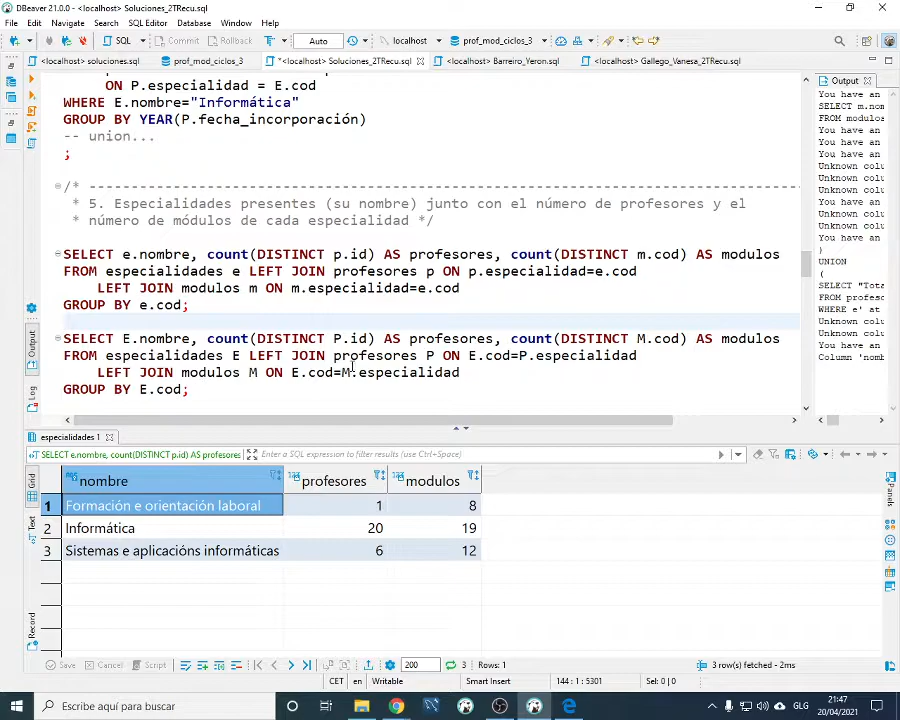 DBeaver 21.0.0 - <localhost> Soluciones_2TRecu.sql
File Edit Navigate Search SQL Editor Database Window Help
SQL Commit Rollback T Auto localhost prof_mod_ciclos_3
<localhost> soluciones.sql prof_mod_ciclos_3 *<localhost> Soluciones_2TRecu.sql <localhost> Barreiro_Yeron.sql <localhost> Gallego_Vanesa_2TRecu.sql
ON P.especialidad = E.cod
WHERE E.nombre="Informática"
GROUP BY YEAR(P.fecha_incorporación)
-- union...
;
/* --------------------------------------------------------------------
* 5. Especialidades presentes (su nombre) junto con el número de profesores y el
* número de módulos de cada especialidad */
SELECT e.nombre, count(DISTINCT p.id) AS profesores, count(DISTINCT m.cod) AS modulos
FROM especialidades e LEFT JOIN profesores p ON p.especialidad=e.cod
LEFT JOIN modulos m ON m.especialidad=e.cod
GROUP BY e.cod;
SELECT E.nombre, count(DISTINCT P.id) AS profesores, count(DISTINCT M.cod) AS modulos
FROM especialidades E LEFT JOIN profesores P ON E.cod=P.especialidad
LEFT JOIN modulos M ON E.cod=M.especialidad
GROUP BY E.cod;
Output
Log
Output
You have an
SELECT m.nom
FROM modulos
You have an
You have an
You have an
Unknown colu
Unknown colu
Unknown colu
You have an
Unknown colu
Unknown colu
You have an
)
UNION
(
SELECT "Tota
FROM profeso
WHERE e' at
Unknown colu
Unknown colu
You have an
Column 'nomb
especialidades 1
SELECT e.nombre, count(DISTINCT p.id) AS profesores Enter a SQL expression to filter results (use Ctrl+Space)
Grid
Text
Record
Panels
nombre profesores modulos
1 Formación e orientación laboral 1 8
2 Informática 20 19
3 Sistemas e aplicacións informáticas 6 12
Save Cancel Script 200 3 Rows: 1 3 row(s) fetched - 2ms
CET en Writable Smart Insert 144 : 1 : 5301 Sel: 0 | 0
Escribe aquí para buscar
GLG
21:47
20/04/2021